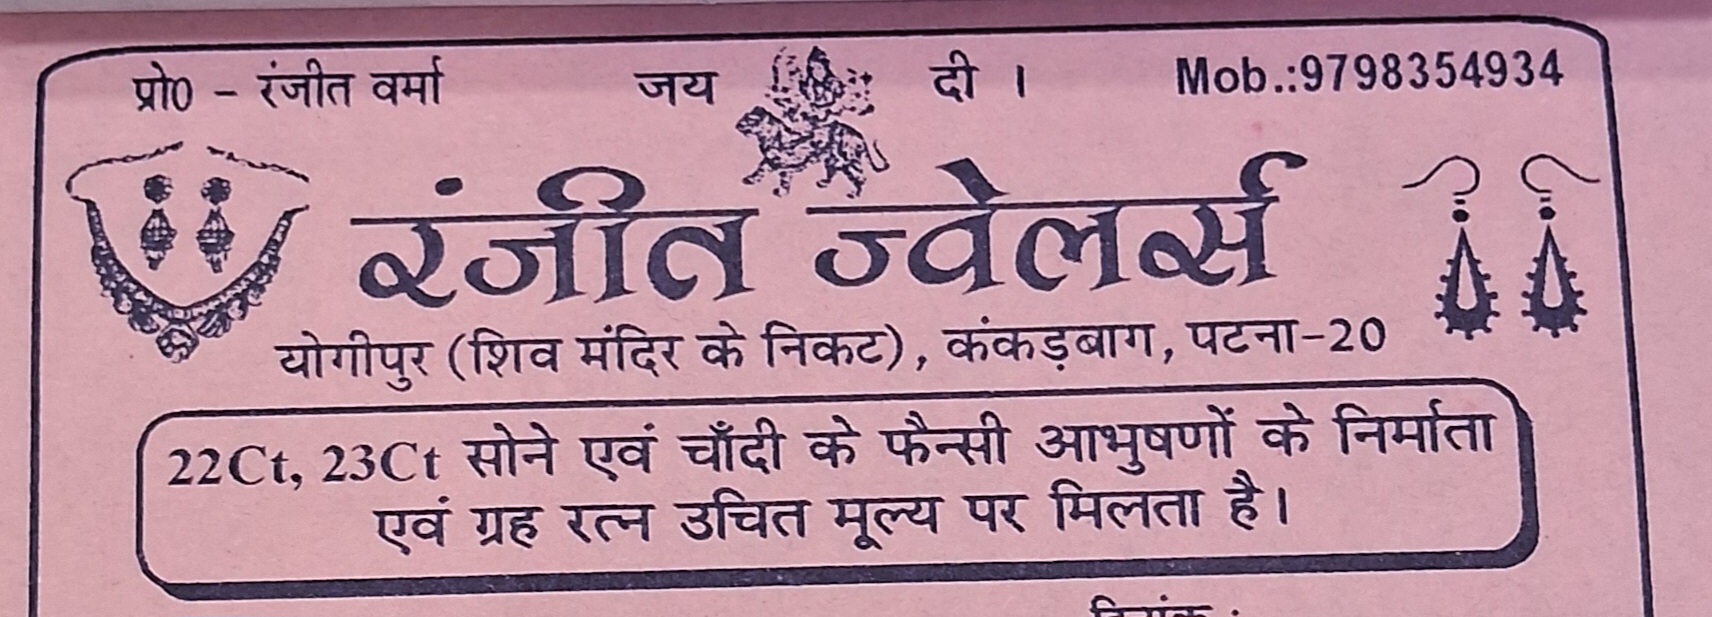 प्रो० - रंजीत वर्मा जय दी । Mob.:9798354934
रंजीत ज्वेलर्स
योगीपुर (शिव मंदिर के निकट), कंकड़बाग, पटना-20
22Ct, 23Ct सोने एवं चाँदी के फैन्सी आभुषणों के निर्माता
एवं ग्रह रत्न उचित मूल्य पर मिलता है।
दिनांक :